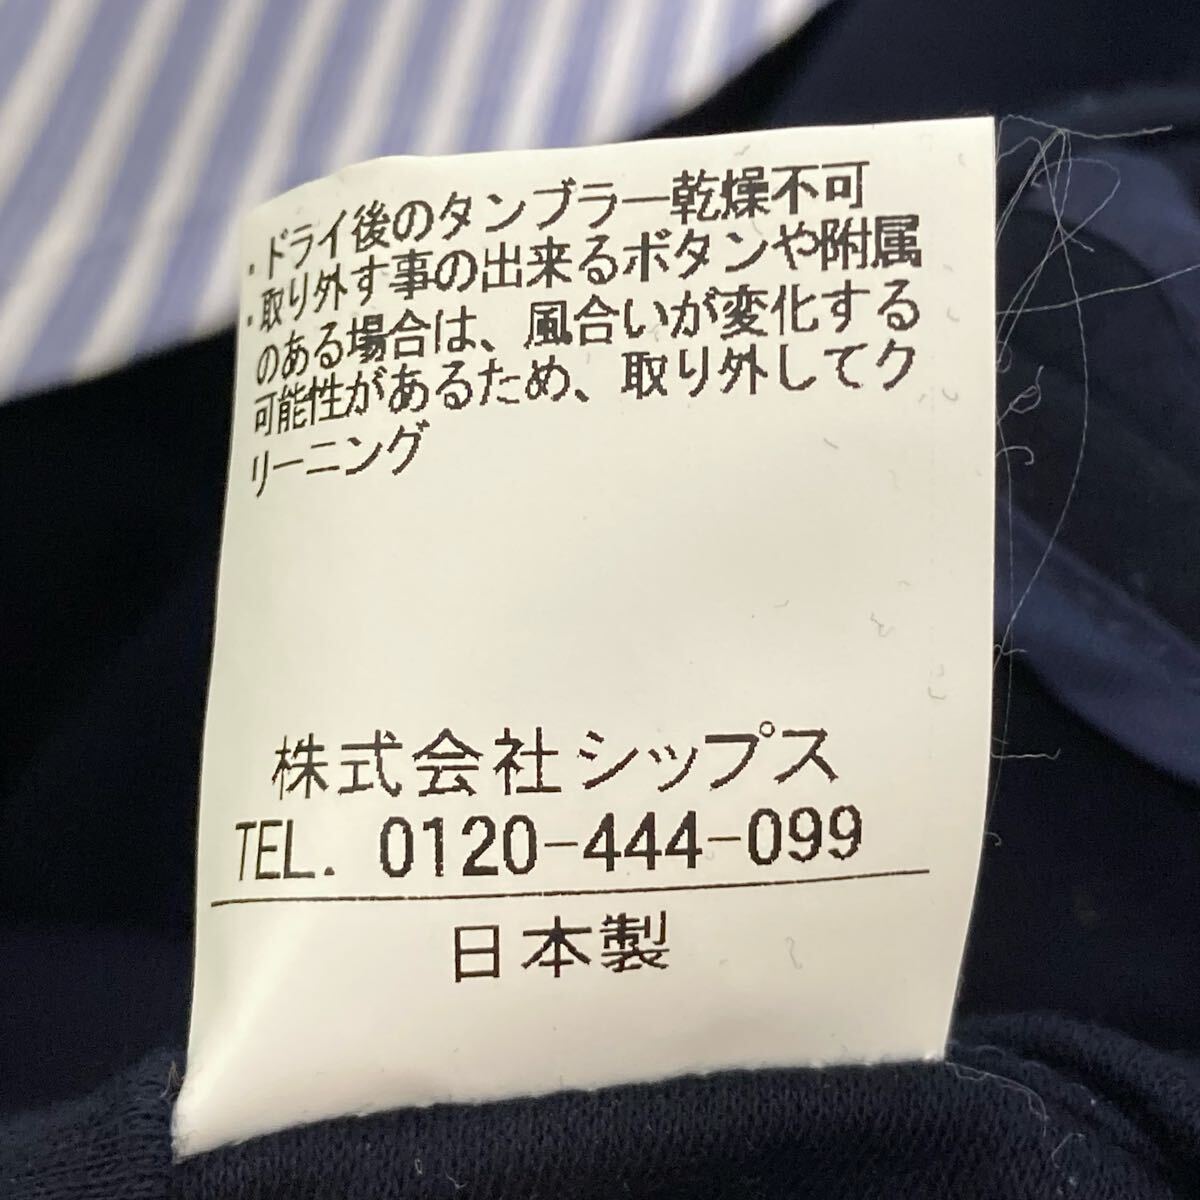 ・ドライ後のタンブラー乾燥不可
・取り外す事の出来るボタンや附属
のある場合は、風合いが変化する
可能性があるため、取り外してク
リーニング
株式会社シップス
TEL. 0120-444-099
日本製